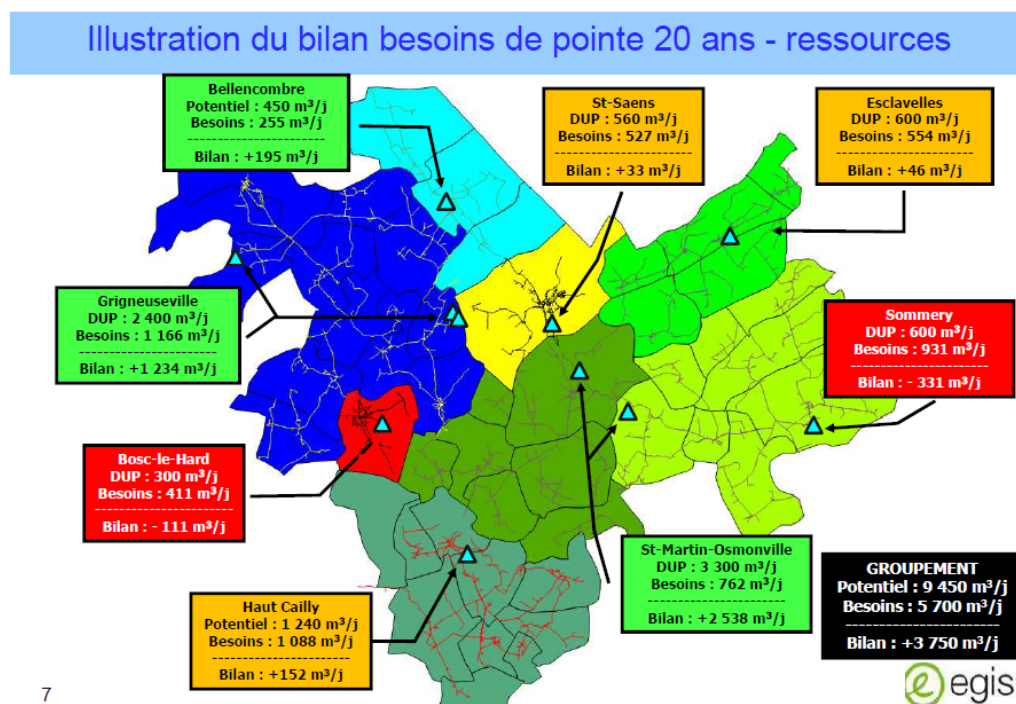 Illustration du bilan besoins de pointe 20 ans - ressources
Bellencombre
Potentiel : 450 m³/j
Besoins : 255 m³/j
------------------------
Bilan : +195 m³/j
St-Saens
DUP : 560 m³/j
Besoins : 527 m³/j
------------------------
Bilan : +33 m³/j
Esclavelles
DUP : 600 m³/j
Besoins : 554 m³/j
------------------------
Bilan : +46 m³/j
Grigneuseville
DUP : 2 400 m³/j
Besoins : 1 166 m³/j
------------------------
Bilan : +1 234 m³/j
Sommery
DUP : 600 m³/j
Besoins : 931 m³/j
------------------------
Bilan : - 331 m³/j
Bosc-le-Hard
DUP : 300 m³/j
Besoins : 411 m³/j
------------------------
Bilan : - 111 m³/j
St-Martin-Osmonville
DUP : 3 300 m³/j
Besoins : 762 m³/j
------------------------
Bilan : +2 538 m³/j
GROUPEMENT
Potentiel : 9 450 m³/j
Besoins : 5 700 m³/j
------------------------
Bilan : +3 750 m³/j
Haut Cailly
Potentiel : 1 240 m³/j
Besoins : 1 088 m³/j
------------------------
Bilan : +152 m³/j
7
egis